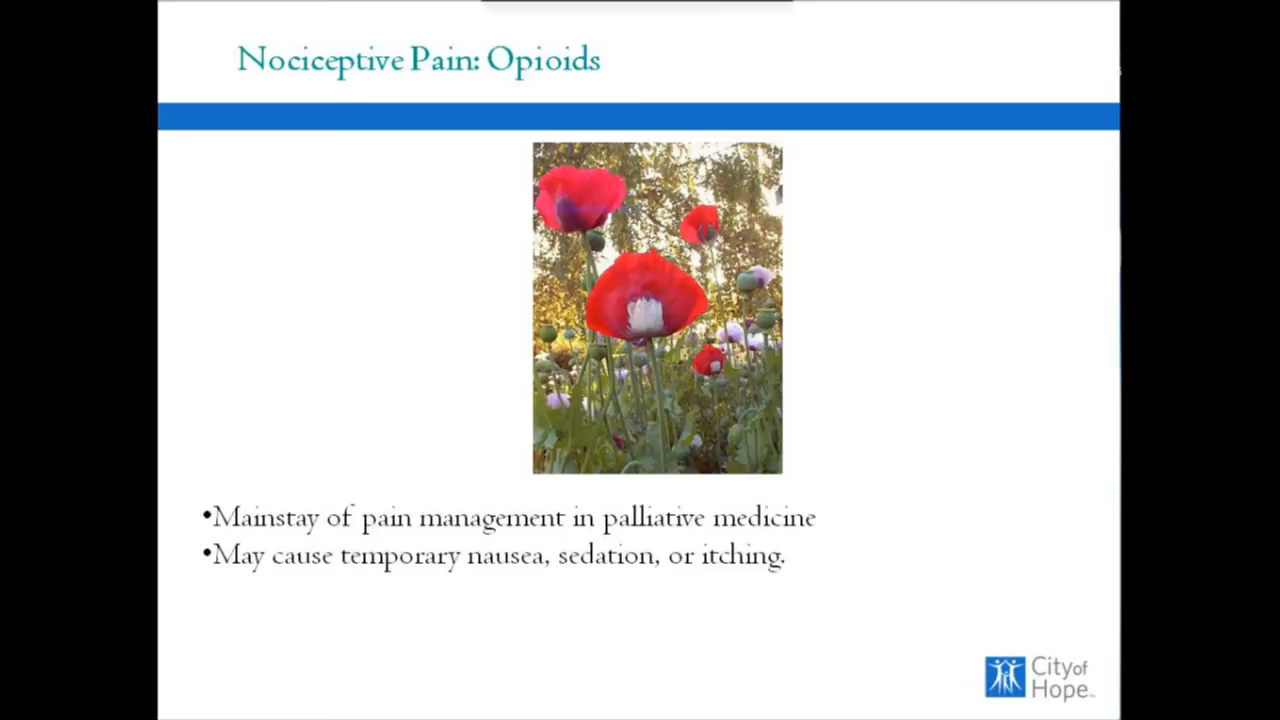 Nociceptive Pain: Opioids
•Mainstay of pain management in palliative medicine
•May cause temporary nausea, sedation, or itching.
City of
Hope™